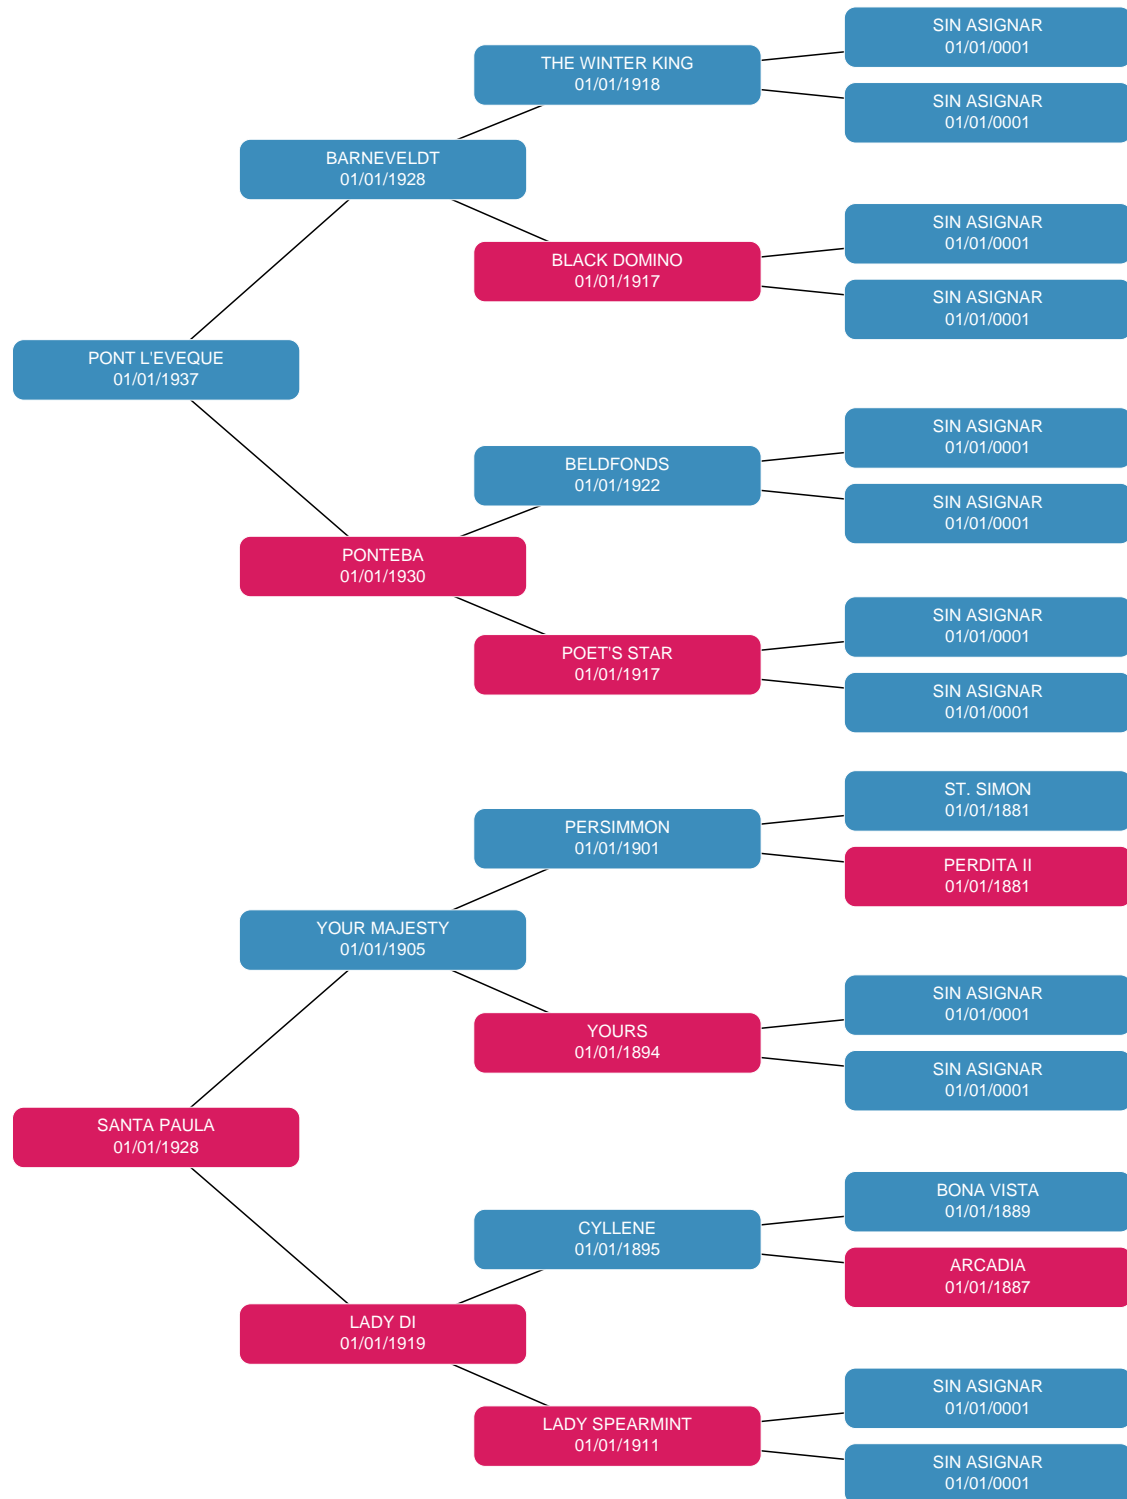 SIN ASIGNAR
01/01/0001
THE WINTER KING
01/01/1918
SIN ASIGNAR
01/01/0001
BARNEVELDT
01/01/1928
SIN ASIGNAR
01/01/0001
BLACK DOMINO
01/01/1917
SIN ASIGNAR
01/01/0001
PONT L'EVEQUE
01/01/1937
SIN ASIGNAR
01/01/0001
BELDFONDS
01/01/1922
SIN ASIGNAR
01/01/0001
PONTEBA
01/01/1930
SIN ASIGNAR
01/01/0001
POET'S STAR
01/01/1917
SIN ASIGNAR
01/01/0001
ST. SIMON
01/01/1881
PERSIMMON
01/01/1901
PERDITA II
01/01/1881
YOUR MAJESTY
01/01/1905
SIN ASIGNAR
01/01/0001
YOURS
01/01/1894
SIN ASIGNAR
01/01/0001
SANTA PAULA
01/01/1928
BONA VISTA
01/01/1889
CYLLENE
01/01/1895
ARCADIA
01/01/1887
LADY DI
01/01/1919
SIN ASIGNAR
01/01/0001
LADY SPEARMINT
01/01/1911
SIN ASIGNAR
01/01/0001